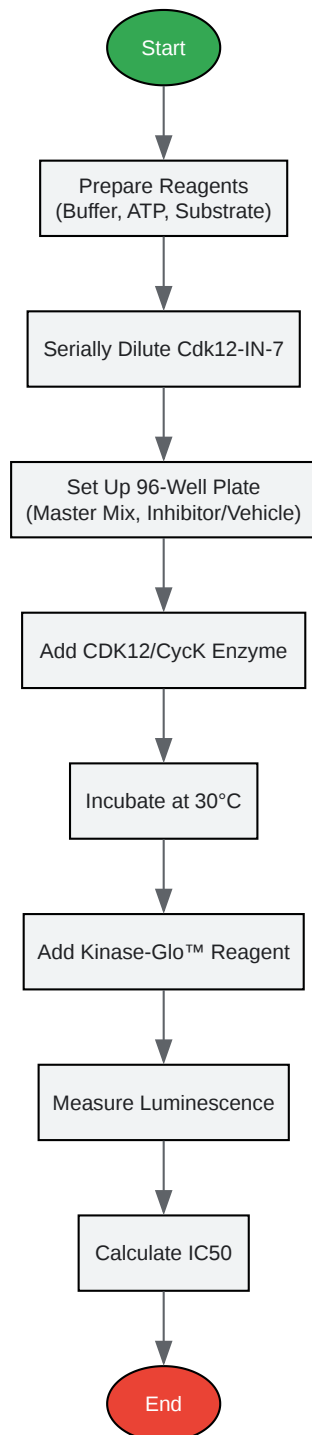 Start
Prepare Reagents
(Buffer, ATP, Substrate)
Serially Dilute Cdk12-IN-7
Set Up 96-Well Plate
(Master Mix, Inhibitor/Vehicle)
Add CDK12/CycK Enzyme
Incubate at 30°C
Add Kinase-Glo™ Reagent
Measure Luminescence
Calculate IC50
End